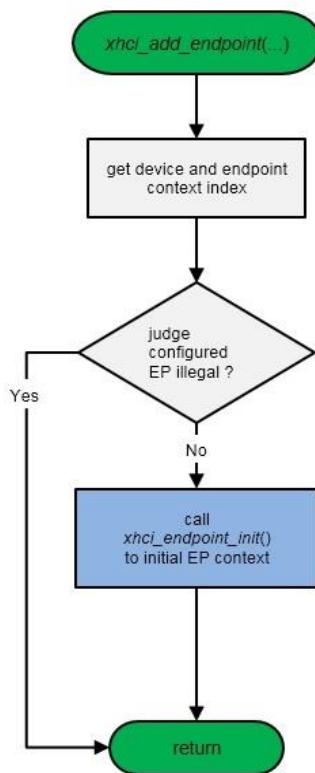 xhci_add_endpoint(...)
get device and endpoint
context index
judge
configured
EP illegal ?
Yes
No
call
xhci_endpoint_init()
to initial EP context
return